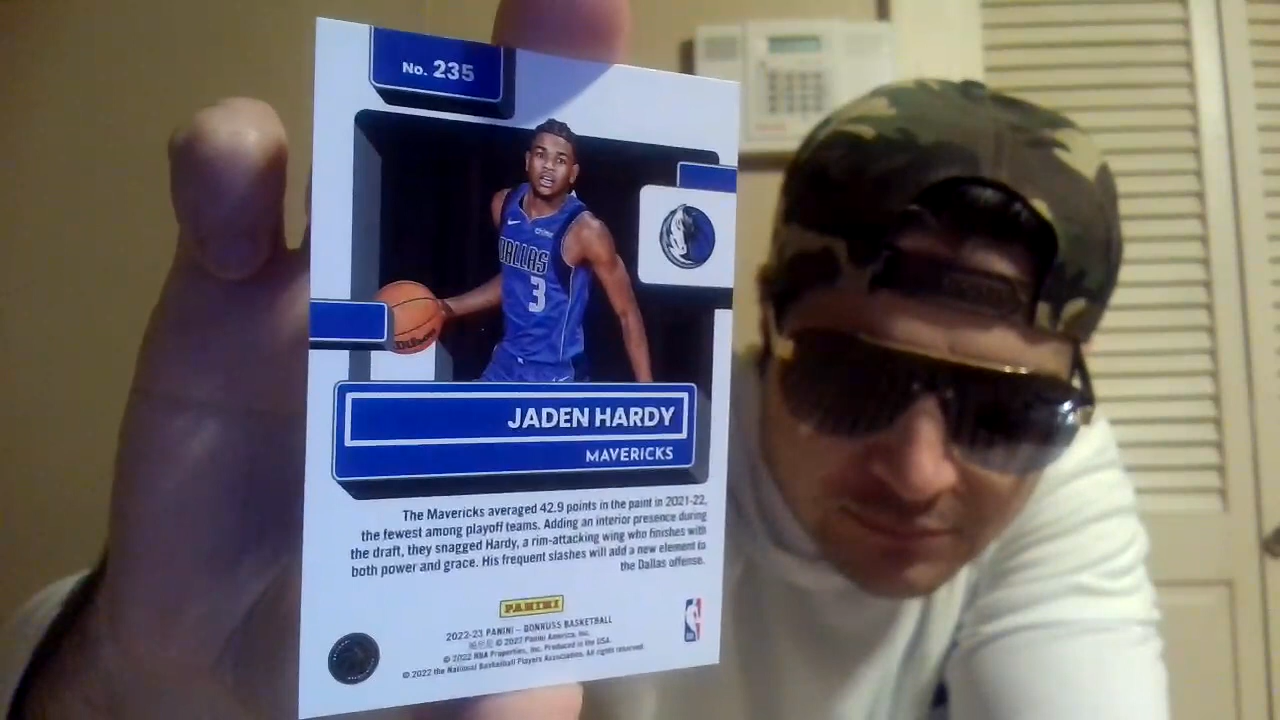 No. 235
DALLAS
3
Wilson
JADEN HARDY
MAVERICKS
The Mavericks averaged 42.9 points in the paint in 2021-22,
the fewest among playoff teams. Adding an interior presence during
the draft, they snagged Hardy, a rim-attacking wing who finishes with
both power and grace. His frequent slashes will add a new element to
the Dallas offense.
PANINI
2022-23 PANINI – DONRUSS BASKETBALL
© 2022 Panini America, Inc.
© 2022 NBA Properties, Inc. Produced in the USA.
© 2022 the National Basketball Players Association. All rights reserved.